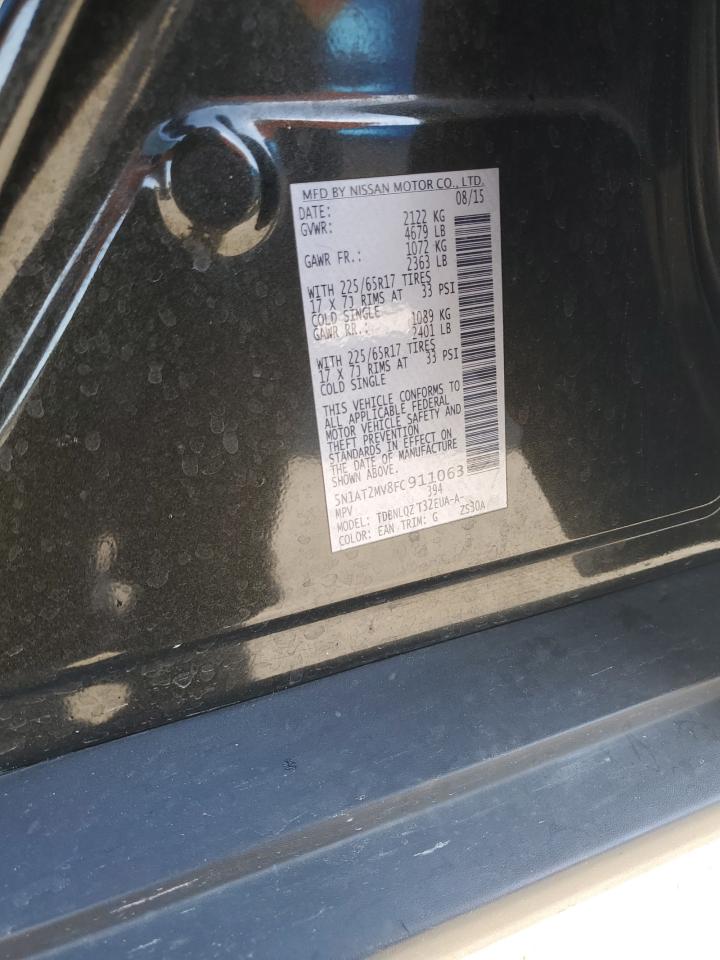 MFD BY NISSAN MOTOR CO., LTD.
DATE: 08/15
GVWR: 2122 KG
4679 LB
GAWR FR.: 1072 KG
2363 LB
WITH 225/65R17 TIRES
17 X 7J RIMS AT 33 PSI
COLD SINGLE
GAWR RR.: 1089 KG
2401 LB
WITH 225/65R17 TIRES
17 X 7J RIMS AT 33 PSI
COLD SINGLE
THIS VEHICLE CONFORMS TO
ALL APPLICABLE FEDERAL
MOTOR VEHICLE SAFETY AND
THEFT PREVENTION
STANDARDS IN EFFECT ON
THE DATE OF MANUFACTURE
SHOWN ABOVE.
5N1AT2MV8FC911063
MPV 394
MODEL: TDBNLQZ T32EUA-A-
COLOR: EAN TRIM: G ZS30A